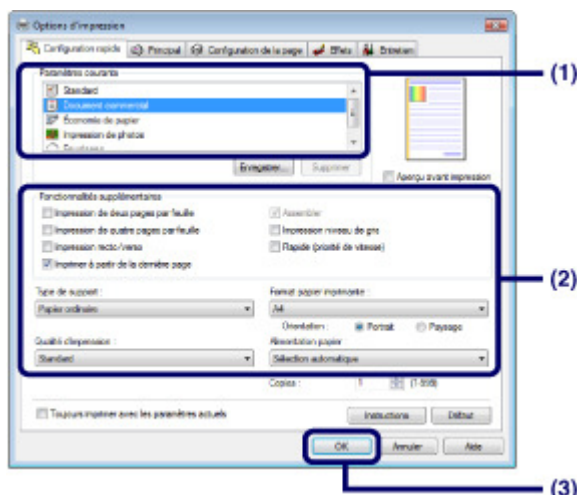 Options d'impression
Configuration rapide Principal Configuration de la page Effets Entretien
Paramètres courants
(1)
Standard
Document commercial
Économie de papier
Impression de photos
Enregistrer... Supprimer
Aperçu avant impression
Fonctionnalités supplémentaires
Impression de deux pages par feuille
Assembler
Impression de quatre pages par feuille
Impression niveau de gris
Impression recto/verso
Rapide (priorité de vitesse)
Imprimer à partir de la dernière page
(2)
Type de support :
Format papier imprimante :
Papier ordinaire
A4
Orientation : Portrait Paysage
Qualité d'impression :
Alimentation papier :
Standard
Sélection automatique
Copies : 1 (1-999)
Toujours imprimer avec les paramètres actuels
Instructions Début
OK Annuler Aide
(3)